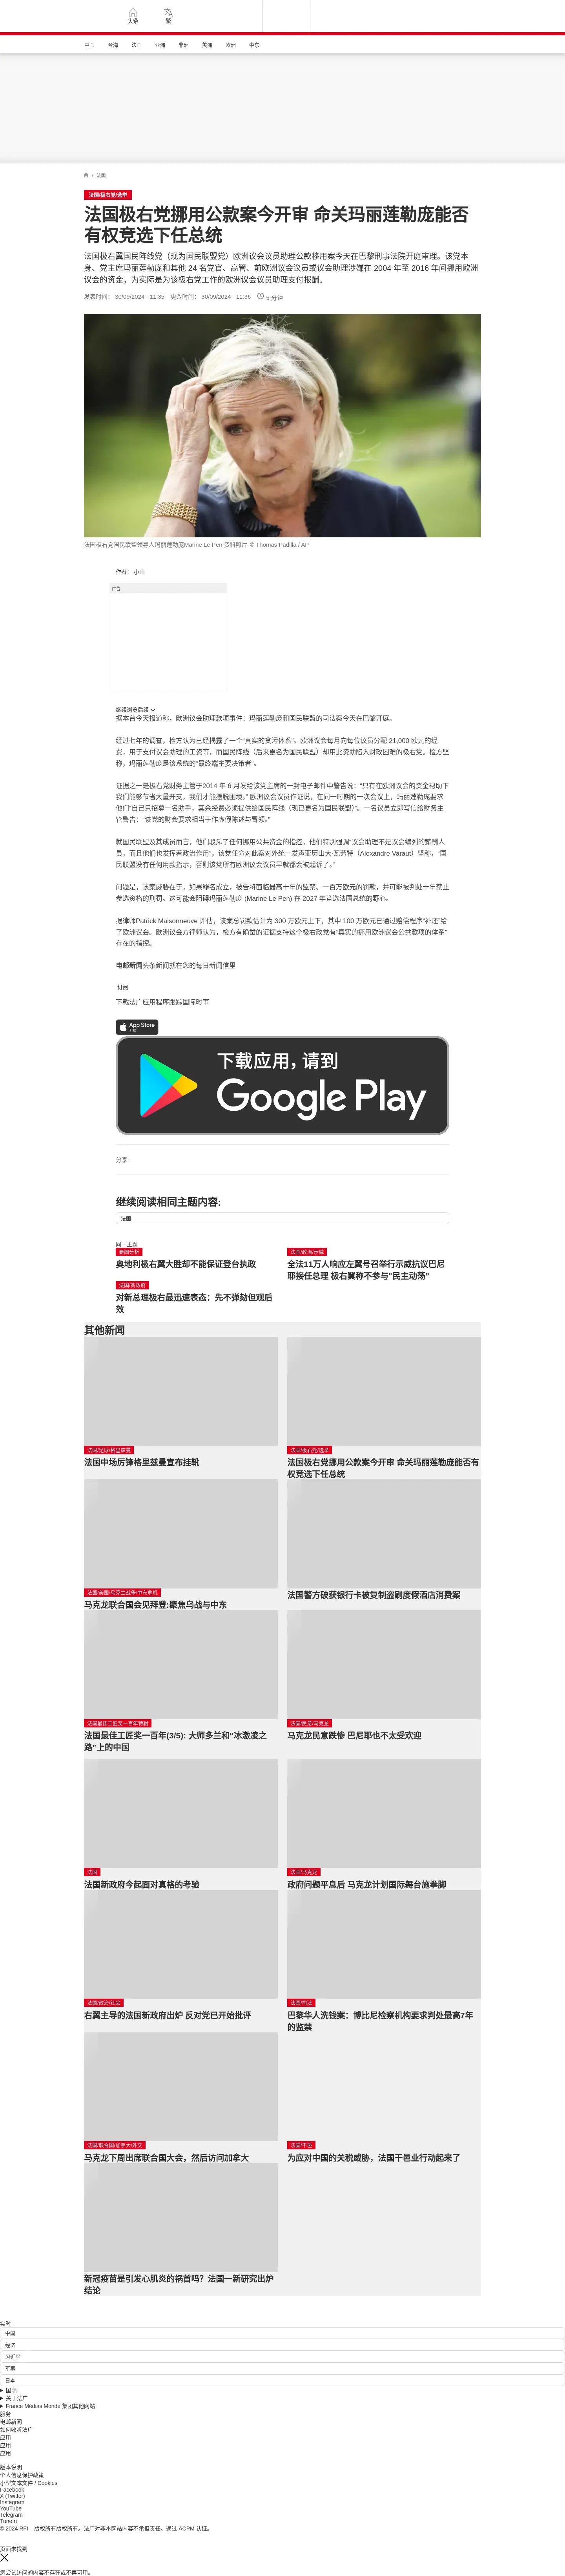 头条
繁
中国
台海
法国
亚洲
非洲
美洲
欧洲
中东
/ 法国
法国/极右党/选举
法国极右党挪用公款案今开审 命关玛丽莲勒庞能否
有权竞选下任总统
法国极右翼国民阵线党（现为国民联盟党）欧洲议会议员助理公款移用案今天在巴黎刑事法院开庭审理。该党本
身、党主席玛丽莲勒庞和其他 24 名党官、高管、前欧洲议会议员或议会助理涉嫌在 2004 年至 2016 年间挪用欧洲
议会的资金，为实际是为该极右党工作的欧洲议会议员助理支付报酬。
发表时间： 30/09/2024 - 11:35 更改时间： 30/09/2024 - 11:36 5 分钟
法国极右党国民联盟领导人玛丽莲勒庞Marine Le Pen 资料照片 © Thomas Padilla / AP
作者： 小山
广告
继续浏览后续
据本台今天报道称，欧洲议会助理款项事件：玛丽莲勒庞和国民联盟的司法案今天在巴黎开庭。
经过七年的调查，检方认为已经揭露了一个“真实的贪污体系”。欧洲议会每月向每位议员分配 21,000 欧元的经
费，用于支付议会助理的工资等，而国民阵线（后来更名为国民联盟）却用此资助陷入财政困难的极右党。检方坚
称，玛丽莲勒庞是该系统的“最终端主要决策者”。
证据之一是极右党财务主管于2014 年 6 月发给该党主席的一封电子邮件中警告说：“只有在欧洲议会的资金帮助下
我们能够节省大量开支，我们才能摆脱困境。” 欧洲议会议员作证说，在同一时期的一次会议上，玛丽莲勒庞要求
他们“自己只招募一名助手，其余经费必须提供给国民阵线（现已更名为国民联盟）”。一名议员立即写信给财务主
管警告：“该党的财会要求相当于作虚假陈述与冒领。”
就国民联盟及其成员而言，他们驳斥了任何挪用公共资金的指控，他们特别强调“议会助理不是议会编列的薪酬人
员，而且他们也发挥着政治作用”，该党任命对此案对外统一发声亚历山大·瓦劳特（Alexandre Varaut）坚称，“国
民联盟没有任何用款指示，否则该党所有欧洲议会议员早就都会被起诉了。”
问题是，该案威胁在于，如果罪名成立，被告将面临最高十年的监禁、一百万欧元的罚款，并可能被判处十年禁止
参选资格的刑罚。这可能会阻碍玛丽莲勒庞 (Marine Le Pen) 在 2027 年竞选法国总统的野心。
据律师Patrick Maisonneuve 评估，该案总罚款估计为 300 万欧元上下，其中 100 万欧元已通过赔偿程序“补还”给
了欧洲议会。欧洲议会方律师认为，检方有确凿的证据支持这个极右政党有“真实的挪用欧洲议会公共款项的体系”
存在的指控。
电邮新闻头条新闻就在您的每日新闻信里
订阅
下载法广应用程序跟踪国际时事
App Store
下载
下载应用，请到
Google Play
分享 :
继续阅读相同主题内容:
法国
同一主题
要闻分析
奥地利极右翼大胜却不能保证登台执政
法国/政治/示威
全法11万人响应左翼号召举行示威抗议巴尼
耶接任总理 极右翼称不参与“民主动荡”
法国/新政府
对新总理极右最迅速表态：先不弹劾但观后
效
其他新闻
法国/足球/格里兹曼
法国中场厉锋格里兹曼宣布挂靴
法国/极右党/选举
法国极右党挪用公款案今开审 命关玛丽莲勒庞能否有
权竞选下任总统
法国/美国/乌克兰战争/中东危机
马克龙联合国会见拜登:聚焦乌战与中东
法国警方破获银行卡被复制盗刷度假酒店消费案
法国最佳工匠奖一百年特辑
法国最佳工匠奖一百年(3/5): 大师多兰和“冰激凌之
路”上的中国
法国/民意/马克龙
马克龙民意跌惨 巴尼耶也不太受欢迎
法国
法国新政府今起面对真格的考验
法国/马克龙
政府问题平息后 马克龙计划国际舞台施拳脚
法国/政治/社会
右翼主导的法国新政府出炉 反对党已开始批评
法国/司法
巴黎华人洗钱案：博比尼检察机构要求判处最高7年
的监禁
法国/联合国/加拿大/外交
马克龙下周出席联合国大会，然后访问加拿大
法国/干邑
为应对中国的关税威胁，法国干邑业行动起来了
新冠疫苗是引发心肌炎的祸首吗？法国一新研究出炉
结论
实时
中国
经济
习近平
军事
日本
国际
关于法广
France Médias Monde 集团其他网站
服务
电邮新闻
如何收听法广
应用
应用
应用
版本说明
个人信息保护政策
小型文本文件 / Cookies
Facebook
X (Twitter)
Instagram
YouTube
Telegram
TuneIn
© 2024 RFI – 版权所有版权所有。法广对非本网站内容不承担责任。通过 ACPM 认证。
页面未找到
您尝试访问的内容不存在或不再可用。